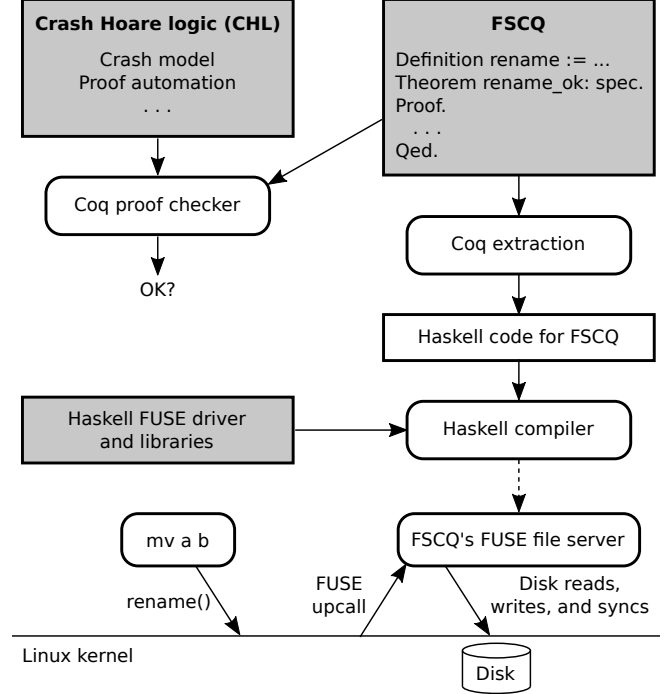 Crash Hoare logic (CHL)
Crash model
Proof automation
. . .
FSCQ
Definition rename := ...
Theorem rename_ok: spec.
Proof.
. . .
Qed.
Coq proof checker
OK?
Coq extraction
Haskell code for FSCQ
Haskell FUSE driver
and libraries
Haskell compiler
mv a b
FSCQ's FUSE file server
rename()
FUSE
upcall
Disk reads,
writes, and syncs
Linux kernel
Disk